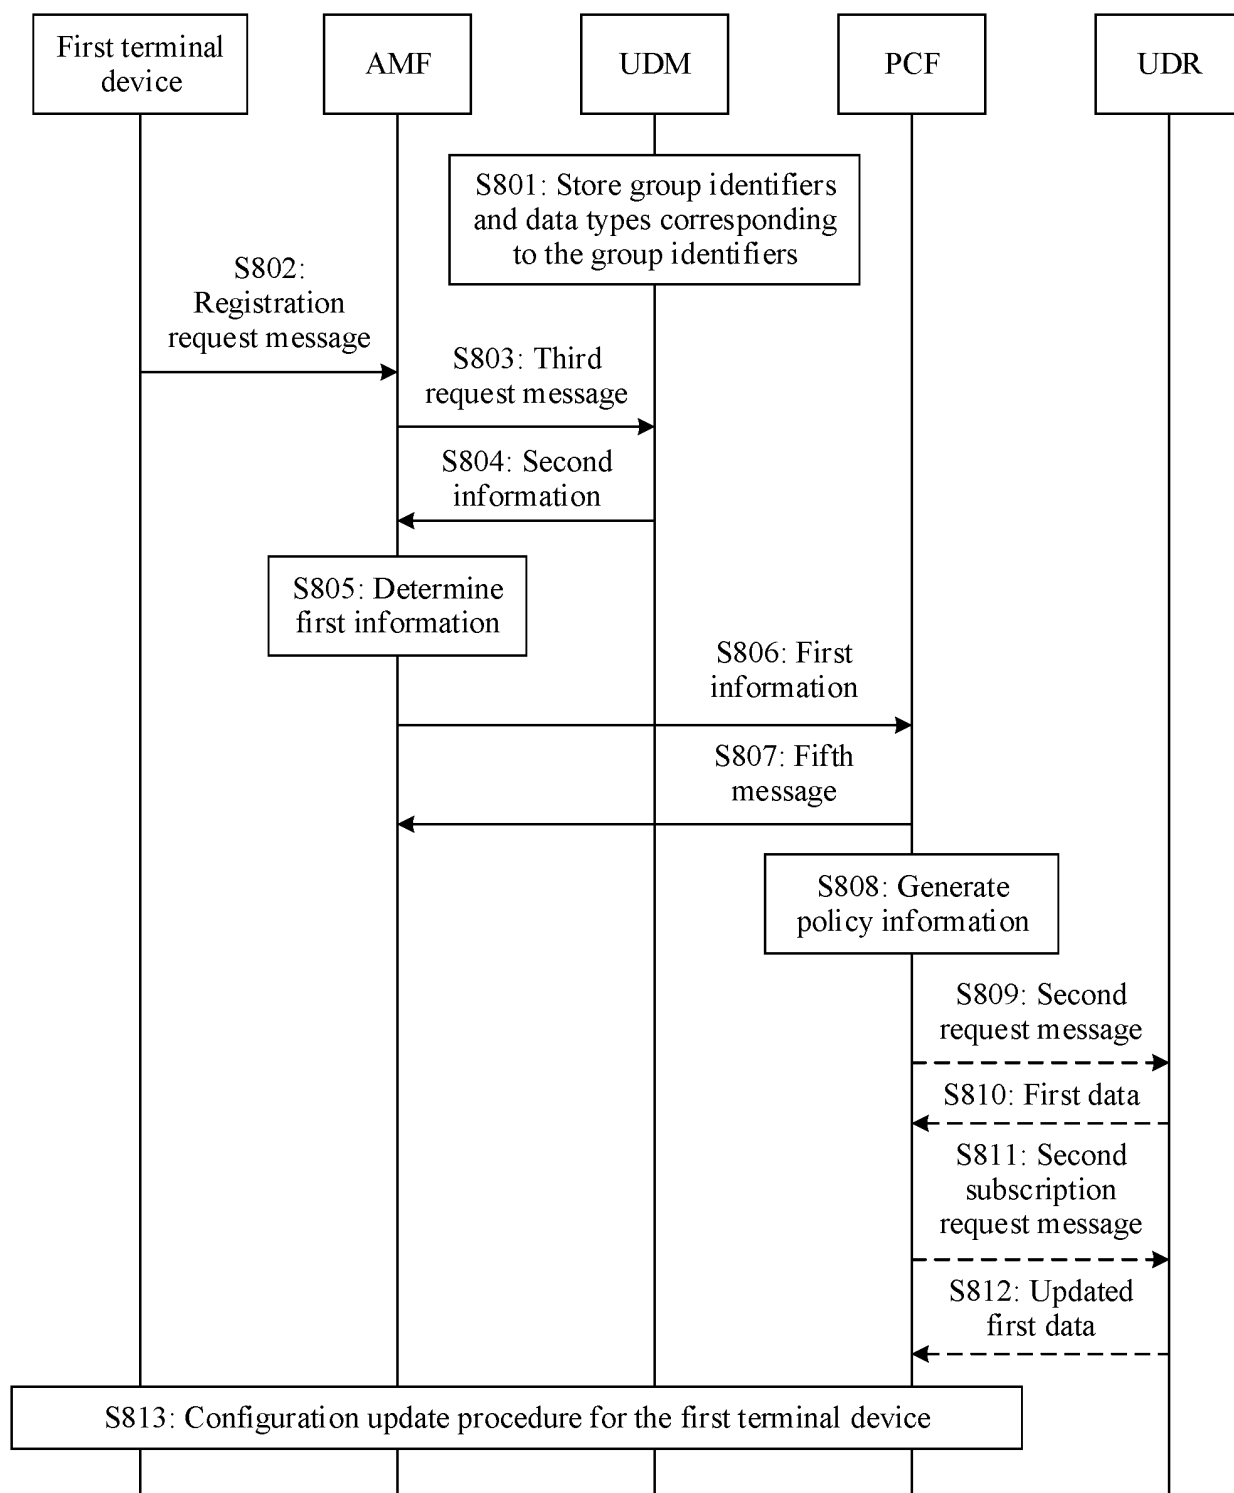 First terminal
device
AMF
UDM
PCF
UDR
S801: Store group identifiers
and data types corresponding
to the group identifiers
S802:
Registration
request message
S803: Third
request message
S804: Second
information
S805: Determine
first information
S806: First
information
S807: Fifth
message
S808: Generate
policy information
S809: Second
request message
S810: First data
S811: Second
subscription
request message
S812: Updated
first data
S813: Configuration update procedure for the first terminal device